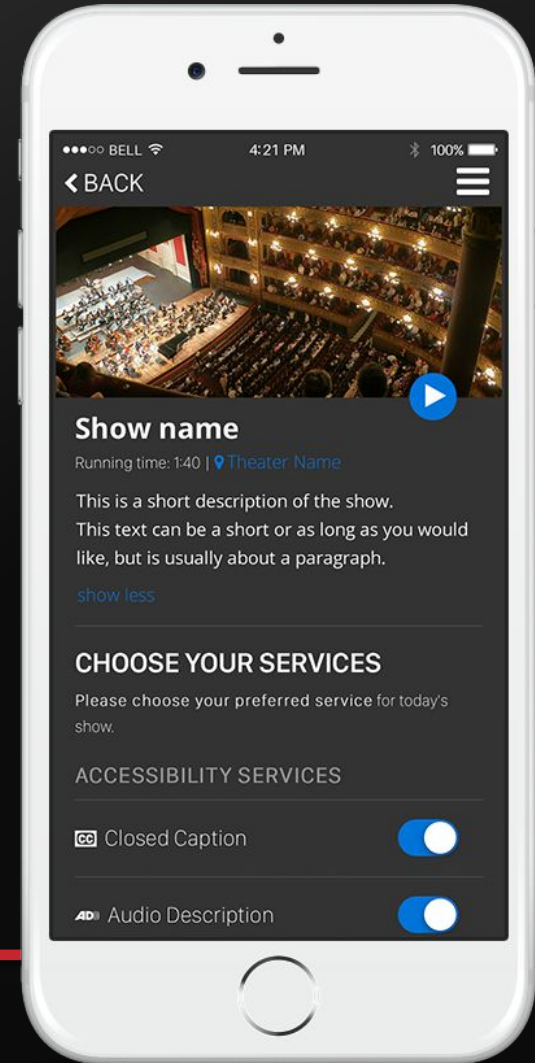 BELL 4:21 PM 100%
BACK
Show name
Running time: 1:40 | Theater Name
This is a short description of the show.
This text can be a short or as long as you would
like, but is usually about a paragraph.
show less
CHOOSE YOUR SERVICES
Please choose your preferred service for today's
show.
ACCESSIBILITY SERVICES
CC Closed Caption
AD Audio Description